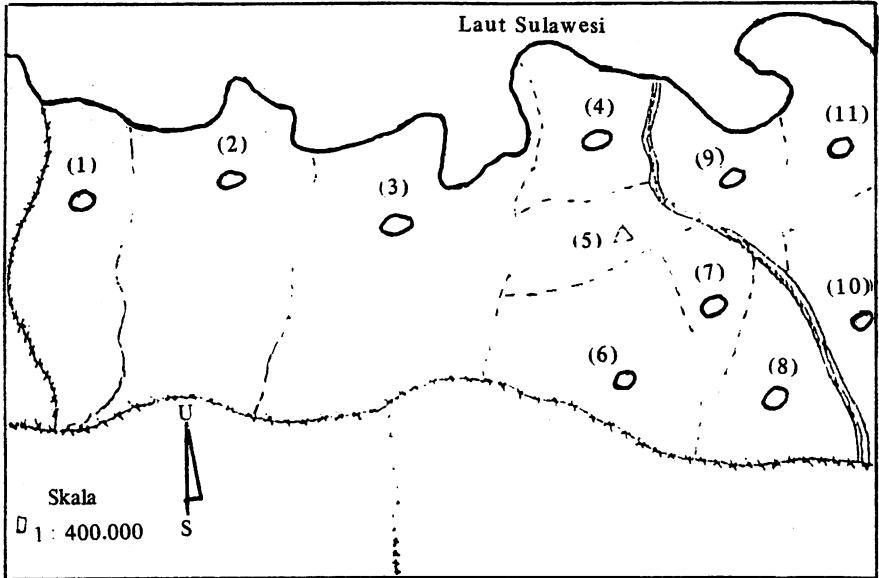 Laut Sulawesi
(4)
(11)
(2)
(1)
(9)
(3)
(5)
(7)
(10)
(6)
(8)
U
Skala
1 : 400.000
S